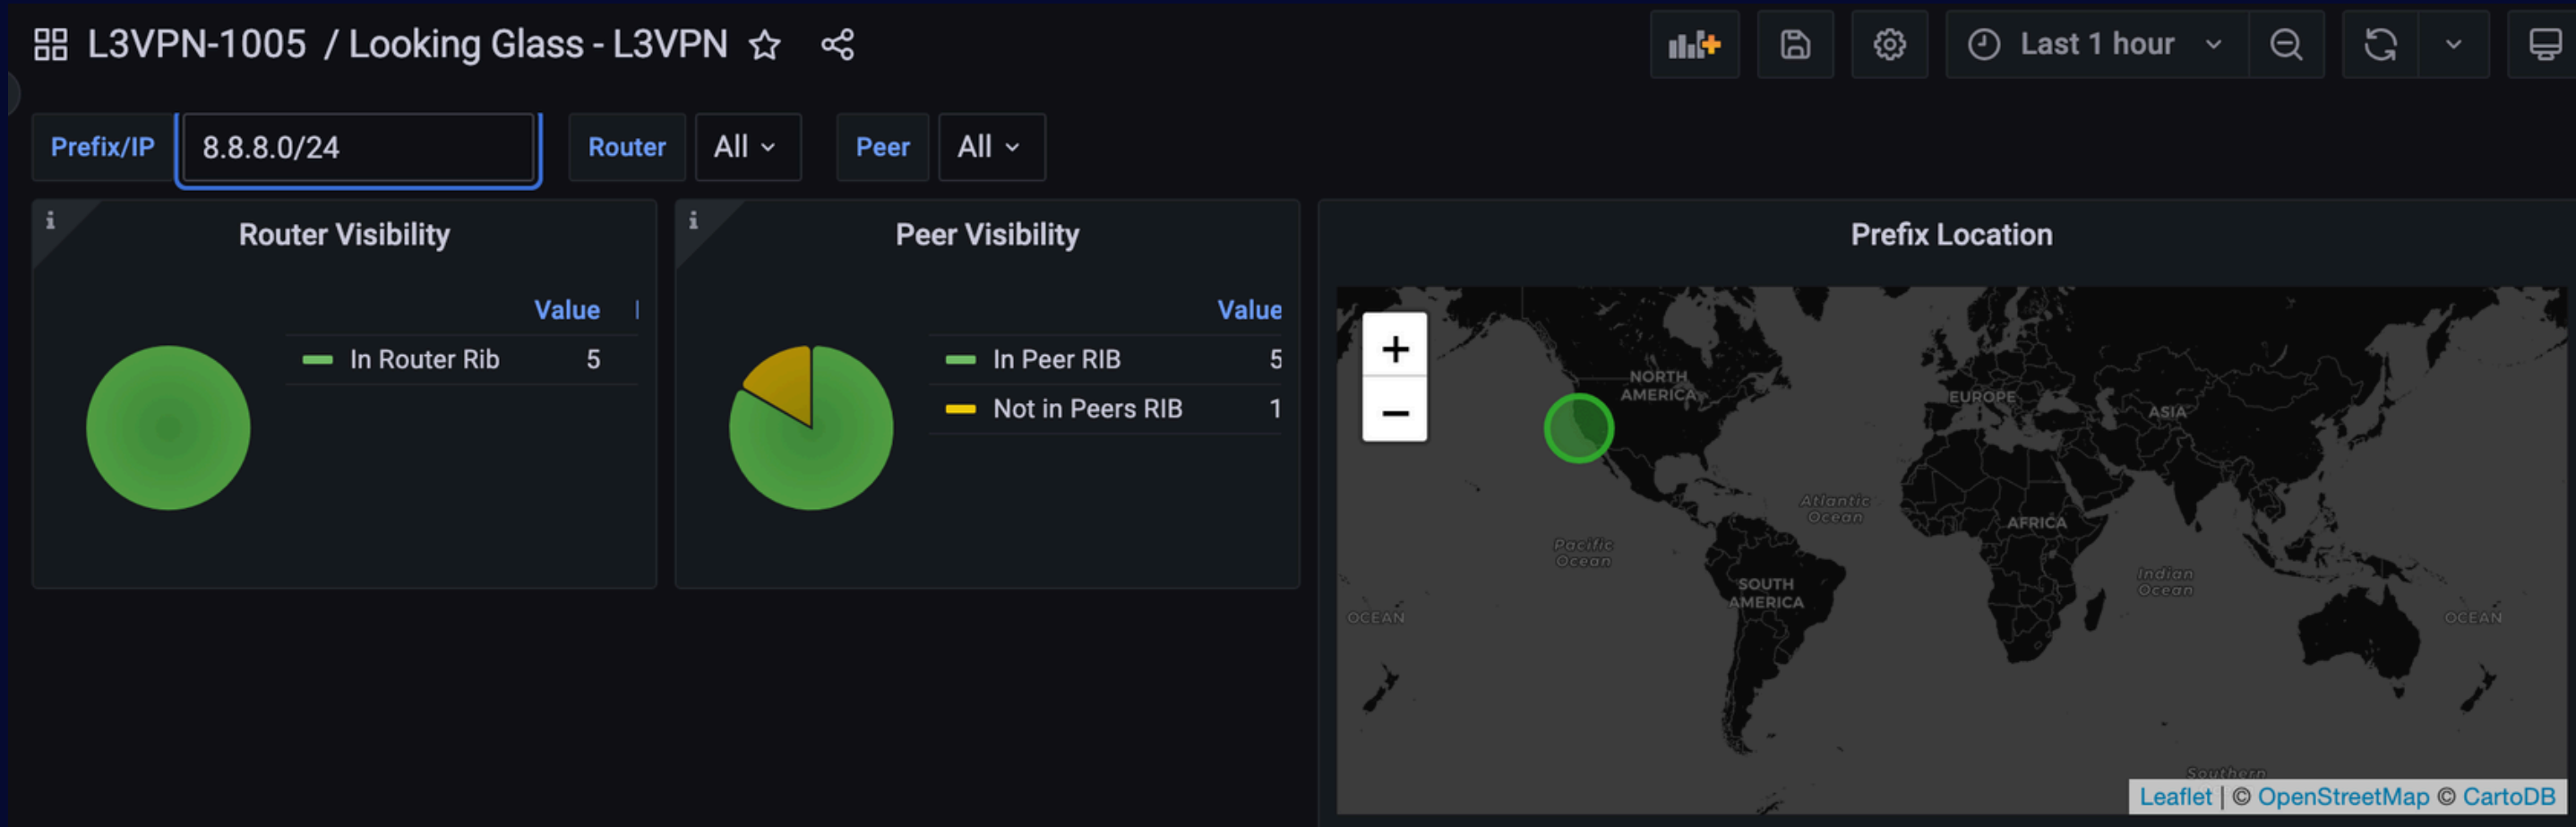 L3VPN-1005 / Looking Glass - L3VPN
Last 1 hour
Prefix/IP 8.8.8.0/24 Router All Peer All
Router Visibility
Value
In Router Rib 5
Peer Visibility
Value
In Peer RIB 5
Not in Peers RIB 1
Prefix Location
+
−
NORTH
AMERICA
EUROPE
ASIA
Atlantic
Ocean
AFRICA
Pacific
Ocean
Indian
Ocean
SOUTH
AMERICA
OCEAN
OCEAN
Southern
Leaflet | © OpenStreetMap © CartoDB